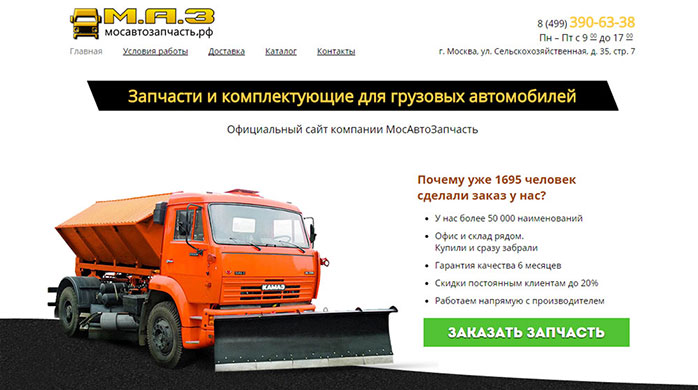 М.А.З
мосавтозапчасть.рф
8 (499) 390-63-38
Пн – Пт с 9 00 до 17 00
г. Москва, ул. Сельскохозяйственная, д. 35, стр. 7
Главная Условия работы Доставка Каталог Контакты
Запчасти и комплектующие для грузовых автомобилей
Официальный сайт компании МосАвтоЗапчасть
Почему уже 1695 человек
сделали заказ у нас?
• У нас более 50 000 наименований
• Офис и склад рядом.
Купили и сразу забрали
• Гарантия качества 6 месяцев
• Скидки постоянным клиентам до 20%
• Работаем напрямую с производителем
КАМАЗ
ЗАКАЗАТЬ ЗАПЧАСТЬ